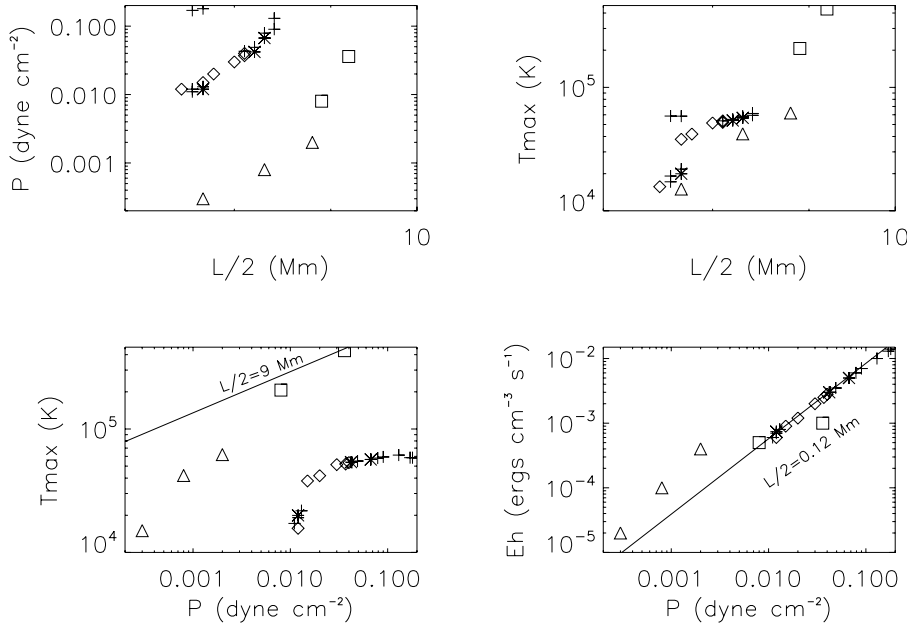 0.100
0.010
0.001
P (dyne cm⁻²)
10
L/2 (Mm)
10⁵
10⁴
Tmax (K)
10
L/2 (Mm)
L/2=9 Mm
10⁵
10⁴
Tmax (K)
0.001 0.010 0.100
P (dyne cm⁻²)
10⁻²
10⁻³
10⁻⁴
10⁻⁵
Eh (ergs cm⁻³ s⁻¹)
L/2=0.12 Mm
0.001 0.010 0.100
P (dyne cm⁻²)